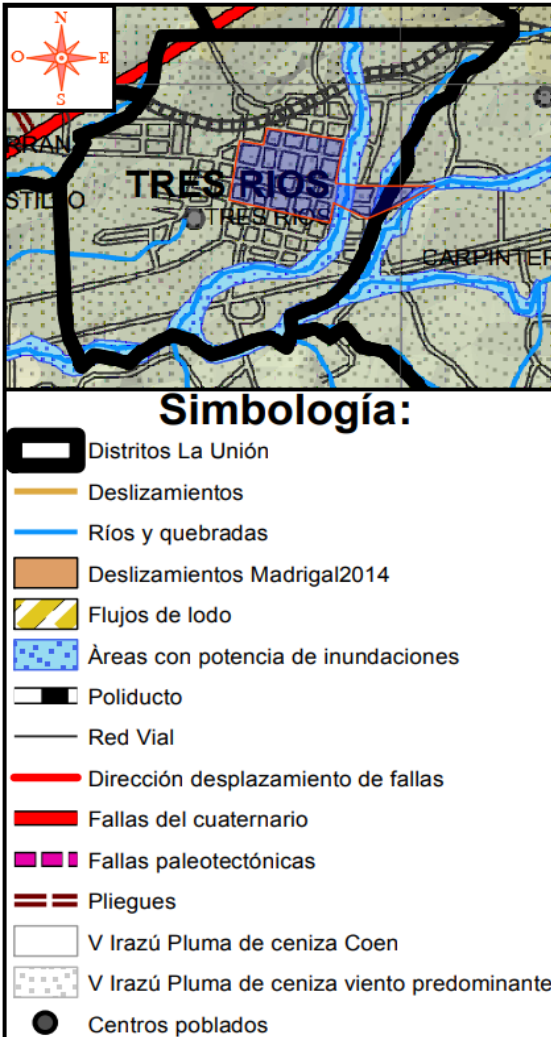 N
O E
S
RRAN
TRES RIOS
STILLO
TRES RIOS
CARPINTER
Simbología:
Distritos La Unión
Deslizamientos
Ríos y quebradas
Deslizamientos Madrigal2014
Flujos de lodo
Àreas con potencia de inundaciones
Poliducto
Red Vial
Dirección desplazamiento de fallas
Fallas del cuaternario
Fallas paleotectónicas
Pliegues
V Irazú Pluma de ceniza Coen
V Irazú Pluma de ceniza viento predominante
Centros poblados